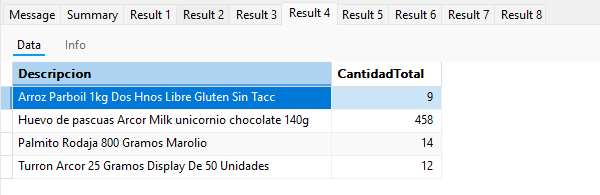 Message Summary Result 1 Result 2 Result 3 Result 4 Result 5 Result 6 Result 7 Result 8
Data Info
Descripcion CantidadTotal
Arroz Parboil 1kg Dos Hnos Libre Gluten Sin Tacc 9
Huevo de pascuas Arcor Milk unicornio chocolate 140g 458
Palmito Rodaja 800 Gramos Marolio 14
Turron Arcor 25 Gramos Display De 50 Unidades 12